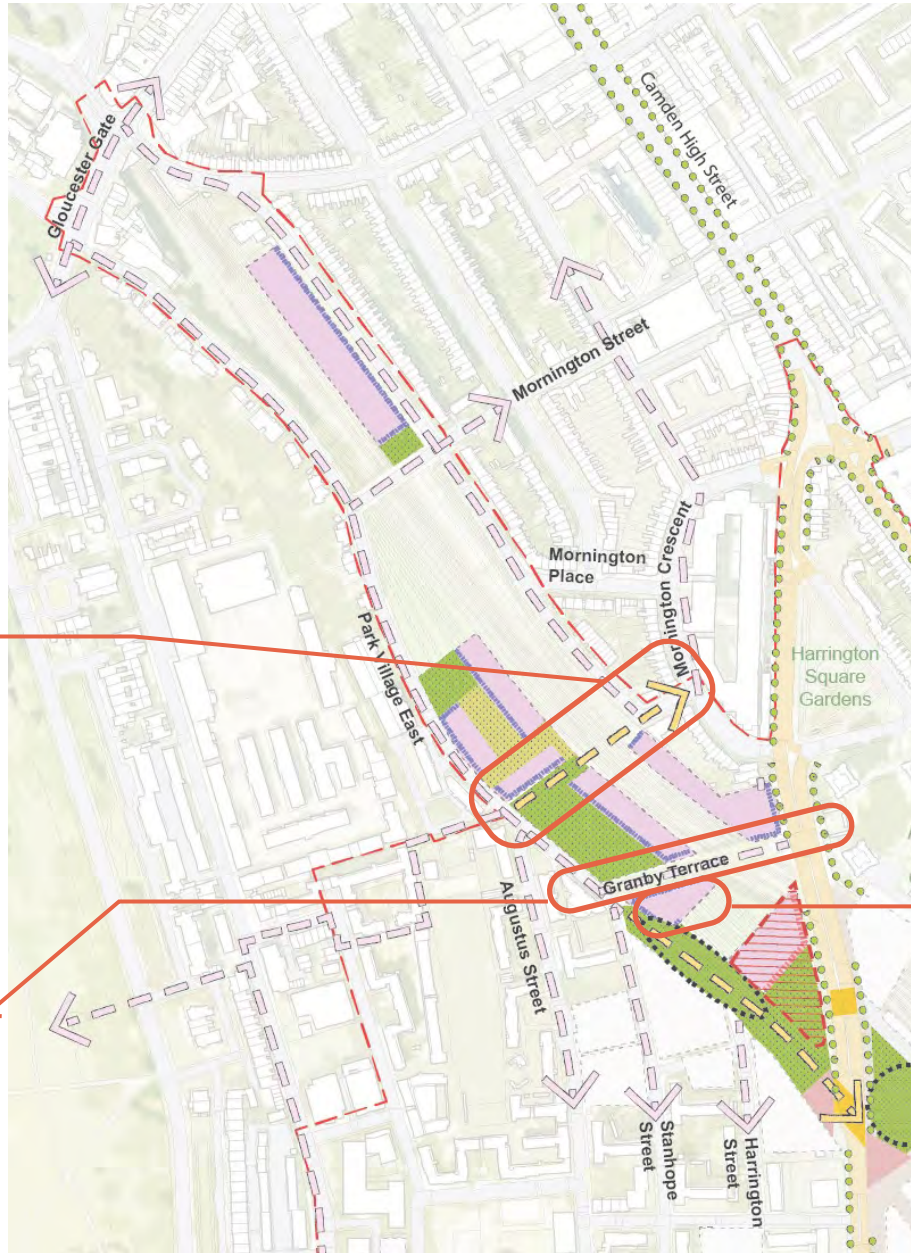 Camden High Street
Gloucester Gate
Mornington Street
Mornington Crescent
Mornington
Place
Park Village East
Harrington
Square
Gardens
Granby Terrace
Augustus Street
Stanhope
Street
Harrington
Street